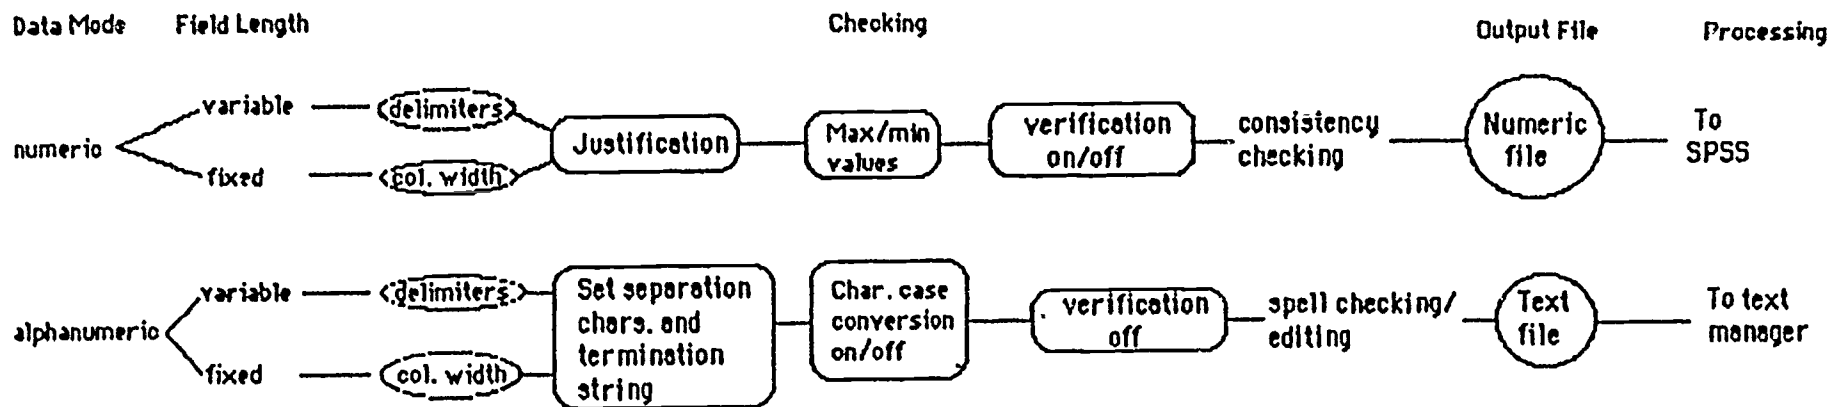 Data Mode Field Length Checking Output File Processing
variable delimiters
numeric
fixed col. width
Justification
Max/min
values
verification
on/off
consistency
checking
Numeric
file
To
SPSS
variable delimiters
alphanumeric
fixed col. width
Set separation
chars. and
termination
string
Char. case
conversion
on/off
verification
off
spell checking/
editing
Text
file
To text
manager